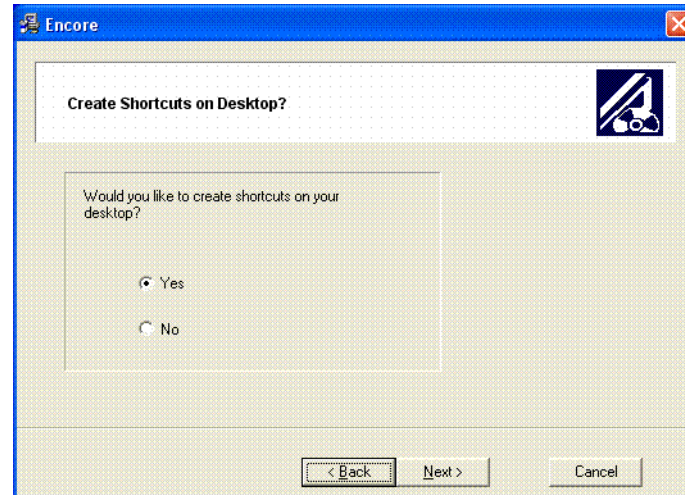 Encore
Create Shortcuts on Desktop?
Would you like to create shortcuts on your
desktop?
Yes
No
< Back
Next >
Cancel